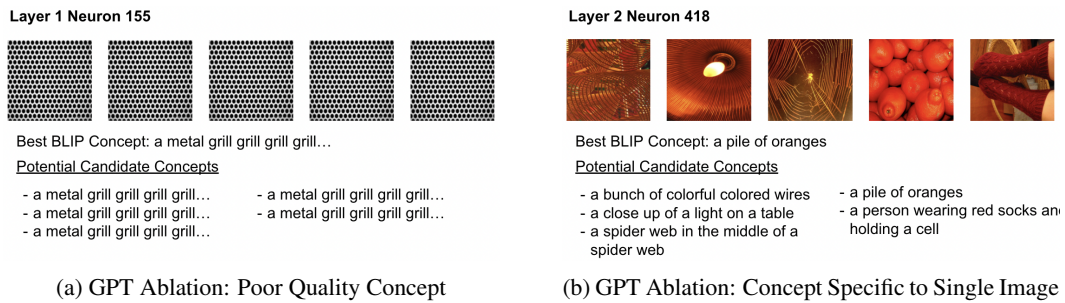 Layer 1 Neuron 155
Best BLIP Concept: a metal grill grill grill grill…
Potential Candidate Concepts
- a metal grill grill grill grill…
- a metal grill grill grill grill…
- a metal grill grill grill grill…
- a metal grill grill grill grill…
- a metal grill grill grill grill…
(a) GPT Ablation: Poor Quality Concept
Layer 2 Neuron 418
Best BLIP Concept: a pile of oranges
Potential Candidate Concepts
- a bunch of colorful colored wires
- a close up of a light on a table
- a spider web in the middle of a
spider web
- a pile of oranges
- a person wearing red socks and
holding a cell
(b) GPT Ablation: Concept Specific to Single Image